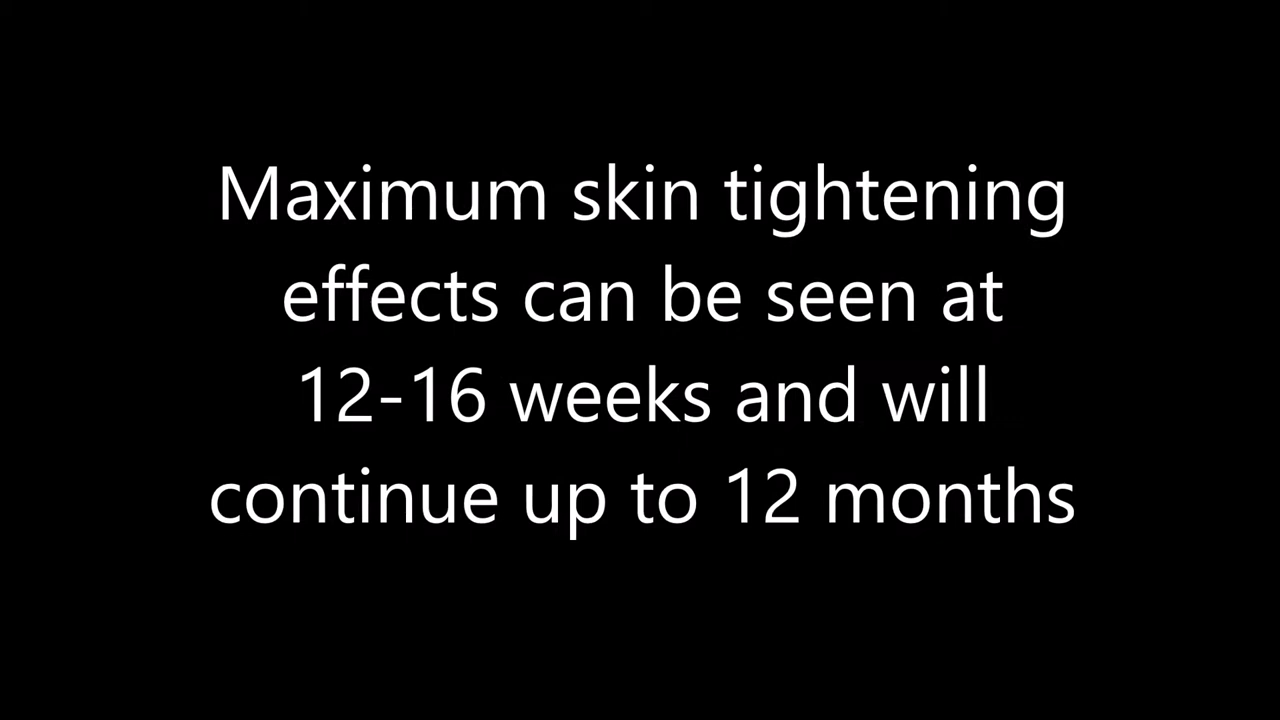 Maximum skin tightening
effects can be seen at
12-16 weeks and will
continue up to 12 months